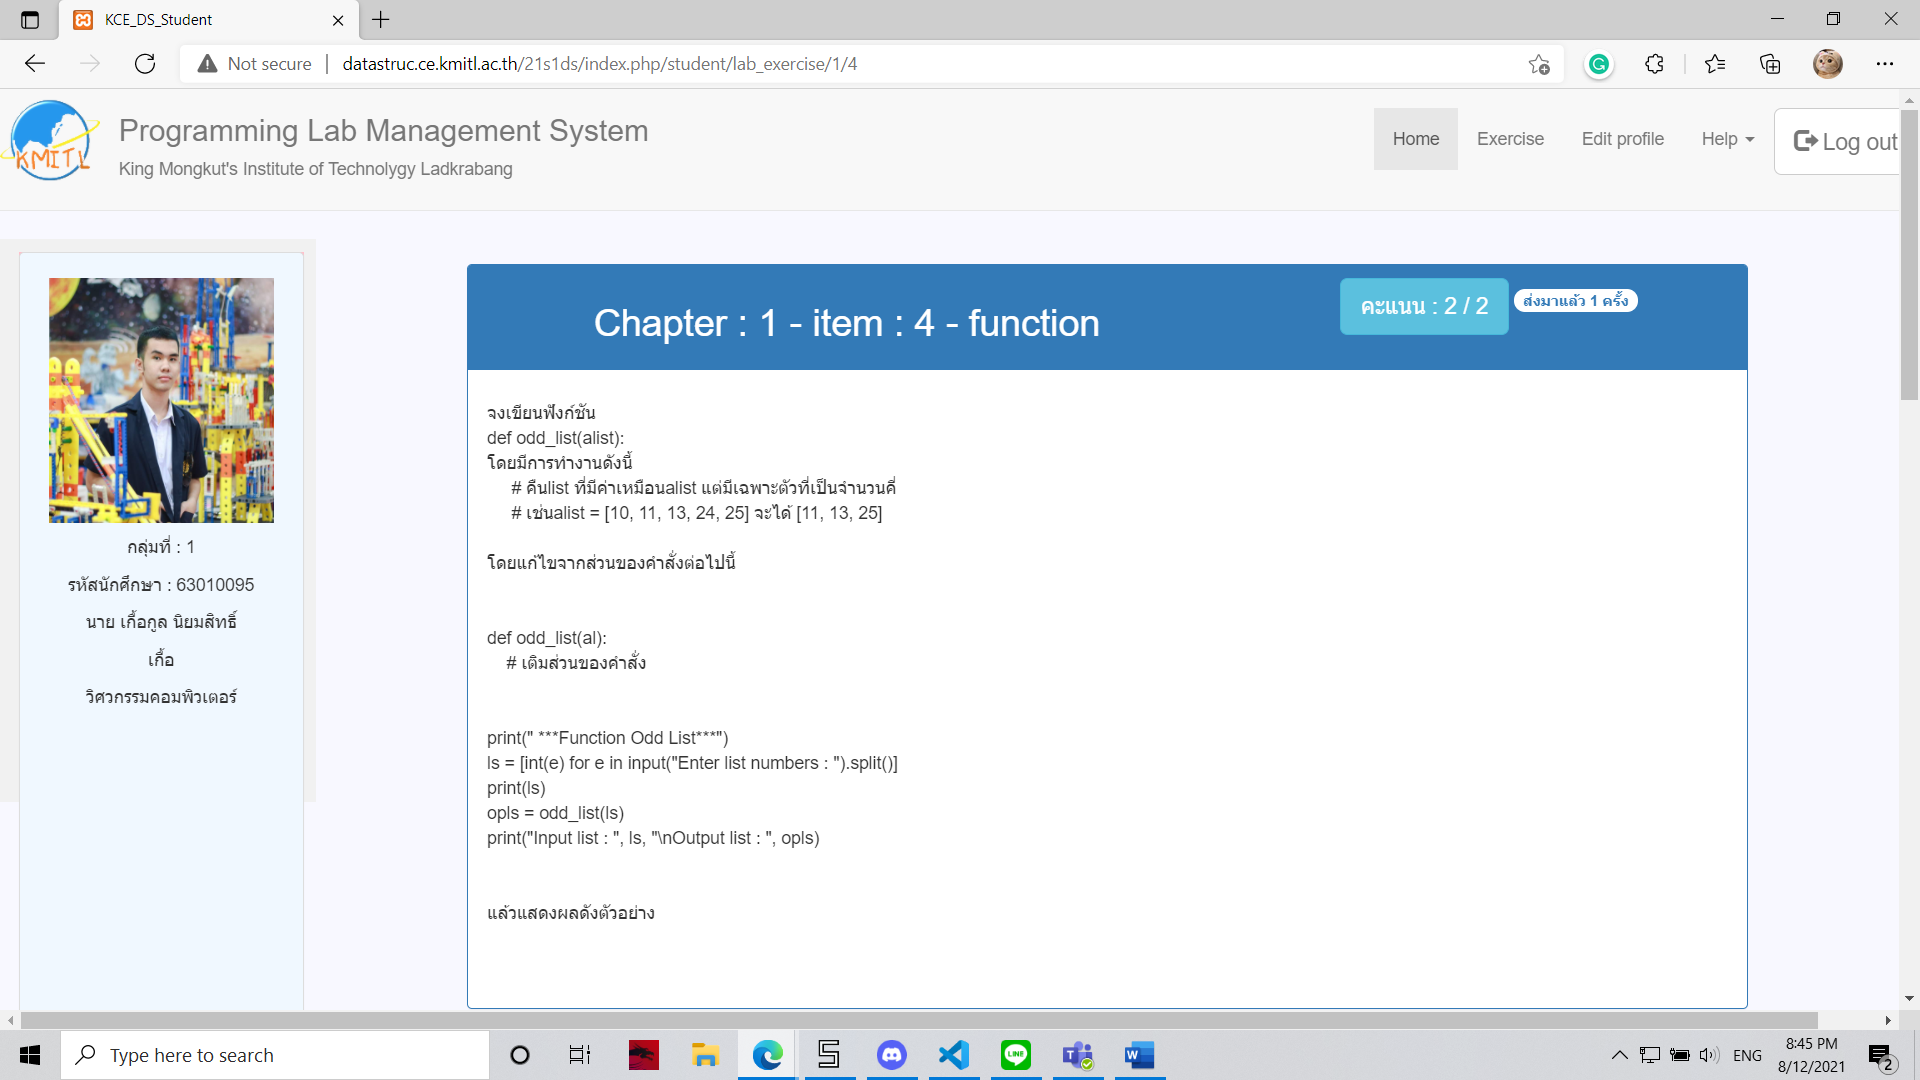 KCE_DS_Student
Not secure
datastruc.ce.kmitl.ac.th/21s1ds/index.php/student/lab_exercise/1/4
KMITL
Programming Lab Management System
King Mongkut's Institute of Technolygy Ladkrabang
Home
Exercise
Edit profile
Help
Log out
กลุ่มที่ : 1
รหัสนักศึกษา : 63010095
นาย เกื้อกูล นิยมสิทธิ์
เกื้อ
วิศวกรรมคอมพิวเตอร์
Chapter : 1 - item : 4 - function
คะแนน : 2 / 2
ส่งมาแล้ว 1 ครั้ง
จงเขียนฟังก์ชัน
def odd_list(alist):
โดยมีการทำงานดังนี้
# คืนlist ที่มีค่าเหมือนalist แต่มีเฉพาะตัวที่เป็นจำนวนคี่
# เช่นalist = [10, 11, 13, 24, 25] จะได้ [11, 13, 25]
โดยแก้ไขจากส่วนของคำสั่งต่อไปนี้
def odd_list(al):
# เติมส่วนของคำสั่ง
print(" ***Function Odd List***")
ls = [int(e) for e in input("Enter list numbers : ").split()]
print(ls)
opls = odd_list(ls)
print("Input list : ", ls, "\nOutput list : ", opls)
แล้วแสดงผลดังตัวอย่าง
Type here to search
LINE
ENG
8:45 PM
8/12/2021
2